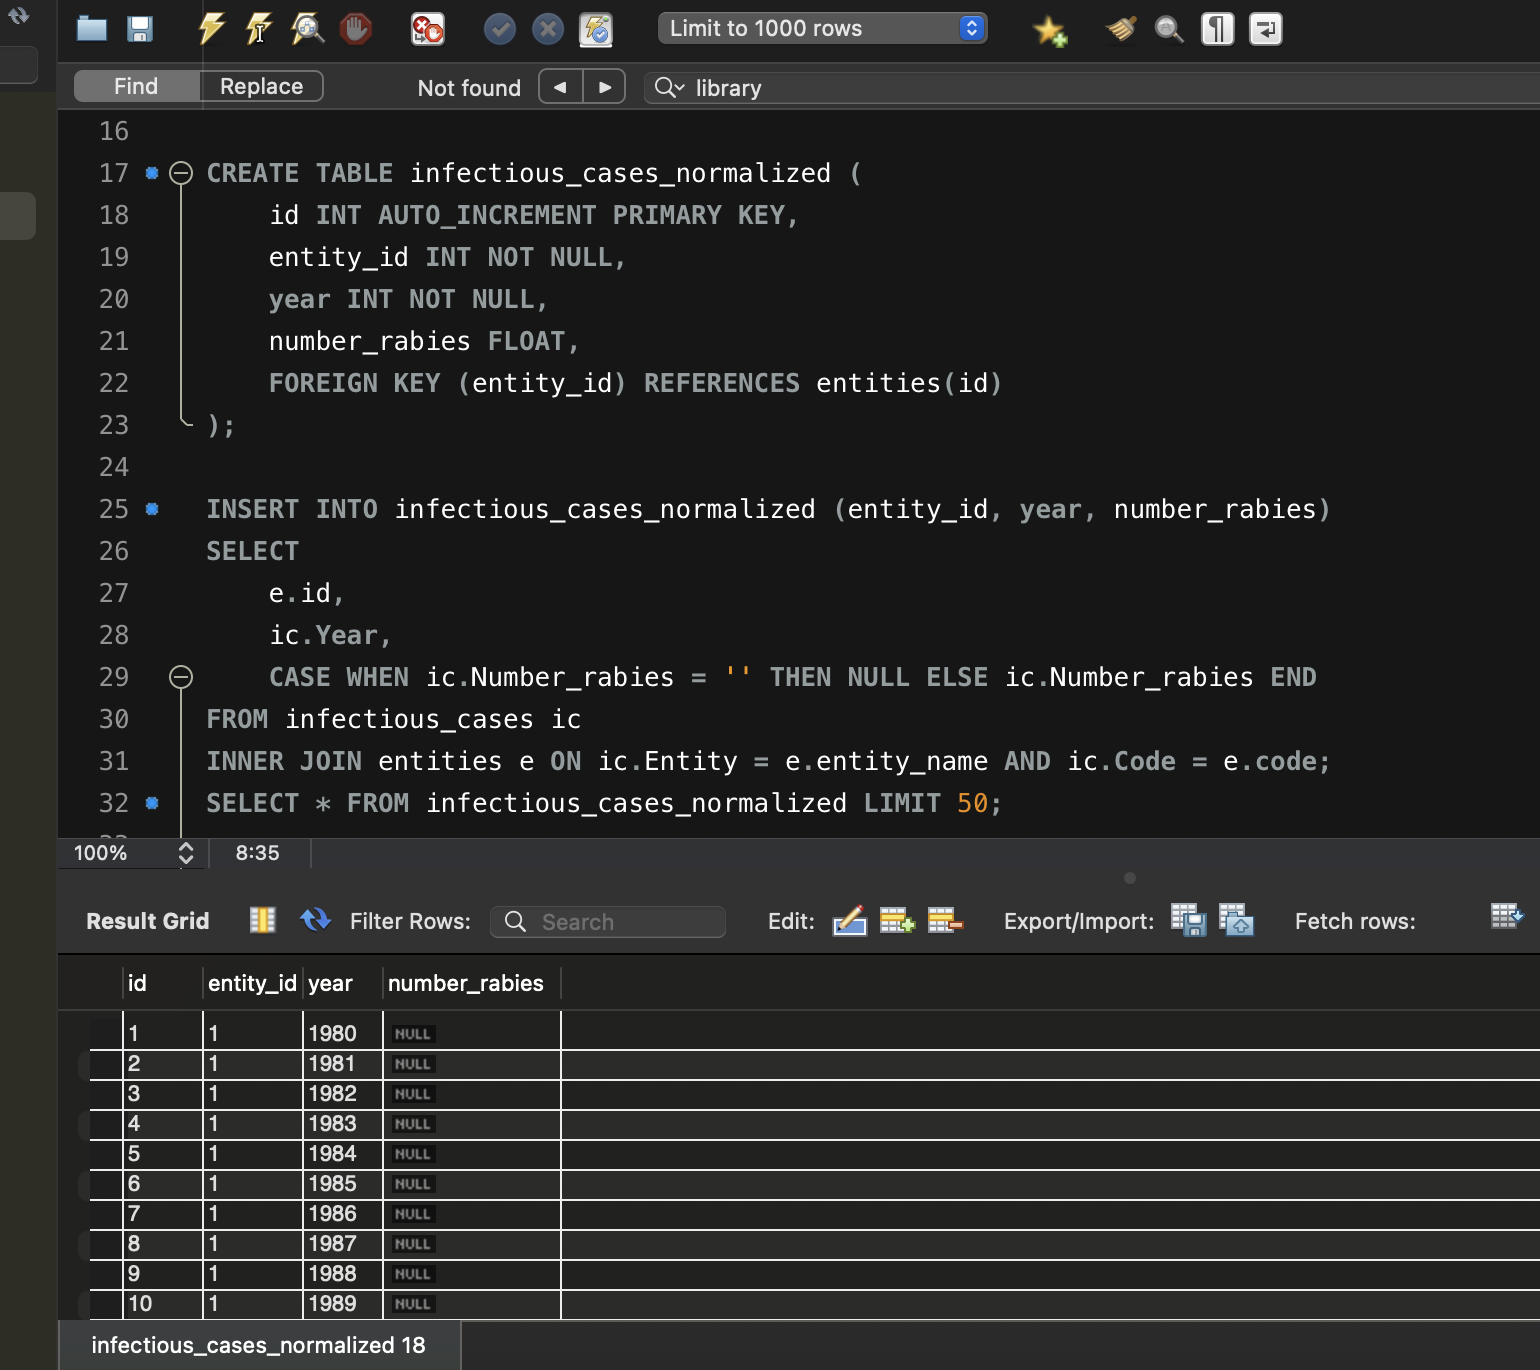 Limit to 1000 rows
Find Replace Not found library
16
17 CREATE TABLE infectious_cases_normalized (
18 id INT AUTO_INCREMENT PRIMARY KEY,
19 entity_id INT NOT NULL,
20 year INT NOT NULL,
21 number_rabies FLOAT,
22 FOREIGN KEY (entity_id) REFERENCES entities(id)
23 );
24
25 INSERT INTO infectious_cases_normalized (entity_id, year, number_rabies)
26 SELECT
27 e.id,
28 ic.Year,
29 CASE WHEN ic.Number_rabies = '' THEN NULL ELSE ic.Number_rabies END
30 FROM infectious_cases ic
31 INNER JOIN entities e ON ic.Entity = e.entity_name AND ic.Code = e.code;
32 SELECT * FROM infectious_cases_normalized LIMIT 50;
100% 8:35
Result Grid Filter Rows: Search Edit: Export/Import: Fetch rows:
id entity_id year number_rabies
1 1 1980 NULL
2 1 1981 NULL
3 1 1982 NULL
4 1 1983 NULL
5 1 1984 NULL
6 1 1985 NULL
7 1 1986 NULL
8 1 1987 NULL
9 1 1988 NULL
10 1 1989 NULL
infectious_cases_normalized 18